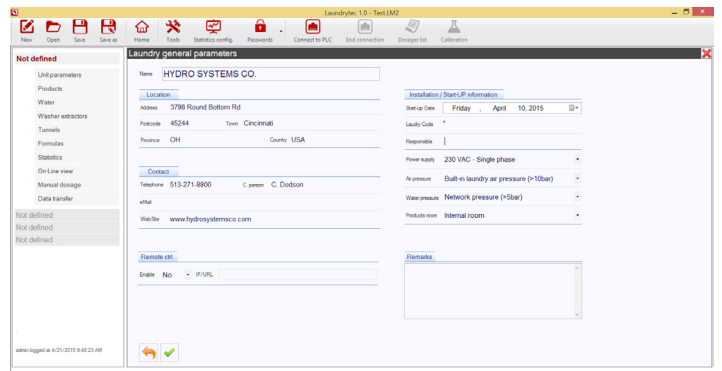 Laundrytec 1.0 - Test.LM2
New Open Save Save as Home Tools Statistics config. Passwords Connect to PLC End connection Dosages list Calibration
Not defined
Unit parameters
Products
Water
Washer extractors
Tunnels
Formulas
Statistics
On-Line view
Manual dosage
Data transfer
Not defined
Not defined
Not defined
admin logged at 4/21/2015 9:48:23 AM
Laundry general parameters
Name HYDRO SYSTEMS CO.
Location
Address 3798 Round Bottom Rd
Postcode 45244 Town Cincinnati
Province OH Country USA
Contact
Telephone 513-271-8800 C. person C. Dodson
eMail
WebSite www.hydrosystemsco.com
Remote ctrl.
Enable No IP/URL
Installation / Start-UP information
Start-up Date Friday , April 10, 2015
Laudry Code *
Responsible
Power supply 230 VAC - Single phase
Air pressure Built-in laundry air pressure (>10bar)
Water pressure Network pressure (>5bar)
Products room Internal room
Remarks